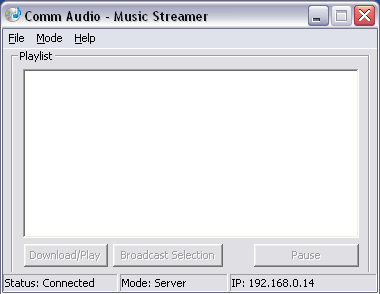 Comm Audio - Music Streamer
File Mode Help
Playlist
Download/Play Broadcast Selection Pause
Status: Connected Mode: Server IP: 192.168.0.14